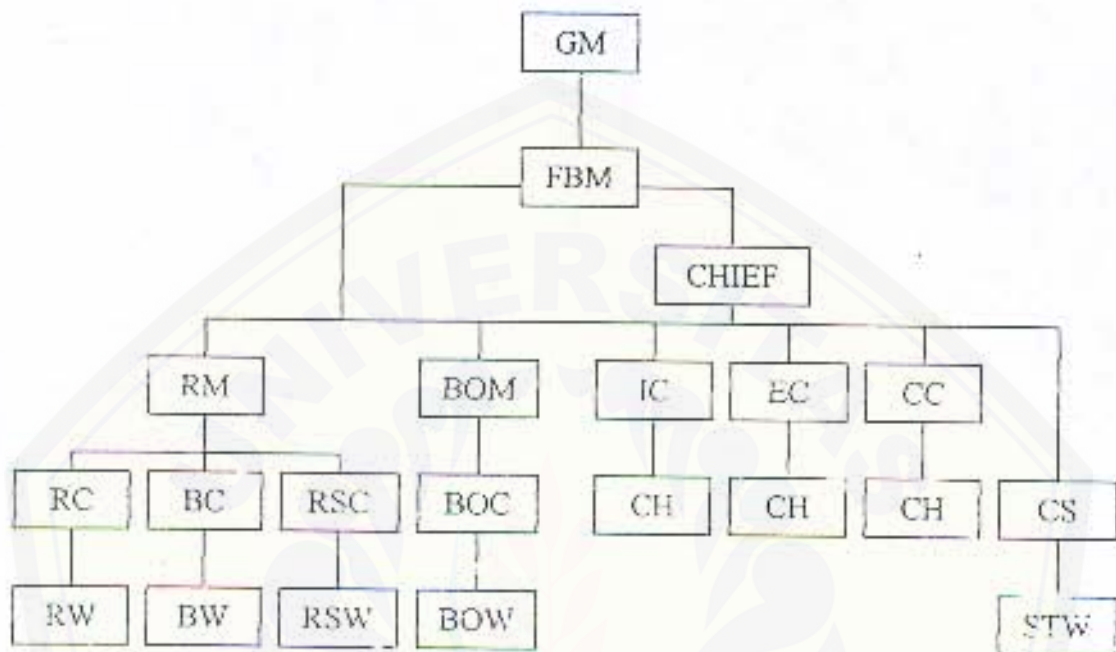 GM
FBM
UNIVERSITAS
CHIEF
RM BOM IC EC CC
RC BC RSC BOC CH CH CH CS
RW BW RSW BOW STW